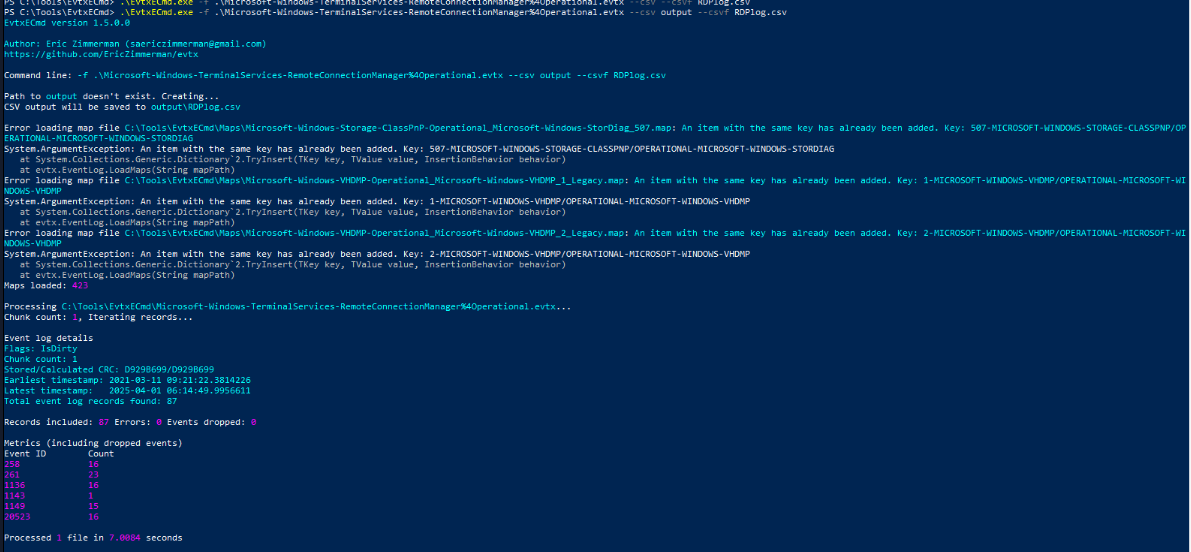 PS C:\Tools\EvtxECmd> .\EvtxECmd.exe -f .\Microsoft-Windows-TerminalServices-RemoteConnectionManager%4Operational.evtx --csv --csvf RDPlog.csv
PS C:\Tools\EvtxECmd> .\EvtxECmd.exe -f .\Microsoft-Windows-TerminalServices-RemoteConnectionManager%4Operational.evtx --csv output --csvf RDPlog.csv
EvtxECmd version 1.5.0.0
Author: Eric Zimmerman (saericzimmerman@gmail.com)
https://github.com/EricZimmerman/evtx
Command line: -f .\Microsoft-Windows-TerminalServices-RemoteConnectionManager%4Operational.evtx --csv output --csvf RDPlog.csv
Path to output doesn't exist. Creating...
CSV output will be saved to output\RDPlog.csv
Error loading map file C:\Tools\EvtxECmd\Maps\Microsoft-Windows-Storage-ClassPnP-Operational_Microsoft-Windows-StorDiag_507.map: An item with the same key has already been added. Key: 507-MICROSOFT-WINDOWS-STORAGE-CLASSPNP/OP
ERATIONAL-MICROSOFT-WINDOWS-STORDIAG
System.ArgumentException: An item with the same key has already been added. Key: 507-MICROSOFT-WINDOWS-STORAGE-CLASSPNP/OPERATIONAL-MICROSOFT-WINDOWS-STORDIAG
at System.Collections.Generic.Dictionary`2.TryInsert(TKey key, TValue value, InsertionBehavior behavior)
at evtx.EventLog.LoadMaps(String mapPath)
Error loading map file C:\Tools\EvtxECmd\Maps\Microsoft-Windows-VHDMP-Operational_Microsoft-Windows-VHDMP_1_Legacy.map: An item with the same key has already been added. Key: 1-MICROSOFT-WINDOWS-VHDMP/OPERATIONAL-MICROSOFT-WI
NDOWS-VHDMP
System.ArgumentException: An item with the same key has already been added. Key: 1-MICROSOFT-WINDOWS-VHDMP/OPERATIONAL-MICROSOFT-WINDOWS-VHDMP
at System.Collections.Generic.Dictionary`2.TryInsert(TKey key, TValue value, InsertionBehavior behavior)
at evtx.EventLog.LoadMaps(String mapPath)
Error loading map file C:\Tools\EvtxECmd\Maps\Microsoft-Windows-VHDMP-Operational_Microsoft-Windows-VHDMP_2_Legacy.map: An item with the same key has already been added. Key: 2-MICROSOFT-WINDOWS-VHDMP/OPERATIONAL-MICROSOFT-WI
NDOWS-VHDMP
System.ArgumentException: An item with the same key has already been added. Key: 2-MICROSOFT-WINDOWS-VHDMP/OPERATIONAL-MICROSOFT-WINDOWS-VHDMP
at System.Collections.Generic.Dictionary`2.TryInsert(TKey key, TValue value, InsertionBehavior behavior)
at evtx.EventLog.LoadMaps(String mapPath)
Maps loaded: 423
Processing C:\Tools\EvtxECmd\Microsoft-Windows-TerminalServices-RemoteConnectionManager%4Operational.evtx...
Chunk count: 1, Iterating records...
Event log details
Flags: IsDirty
Chunk count: 1
Stored/Calculated CRC: D929B699/D929B699
Earliest timestamp: 2021-03-11 09:21:22.3814226
Latest timestamp: 2025-04-01 06:14:49.9956611
Total event log records found: 87
Records included: 87 Errors: 0 Events dropped: 0
Metrics (including dropped events)
Event ID Count
258 16
261 23
1136 16
1143 1
1149 15
20523 16
Processed 1 file in 7.0084 seconds